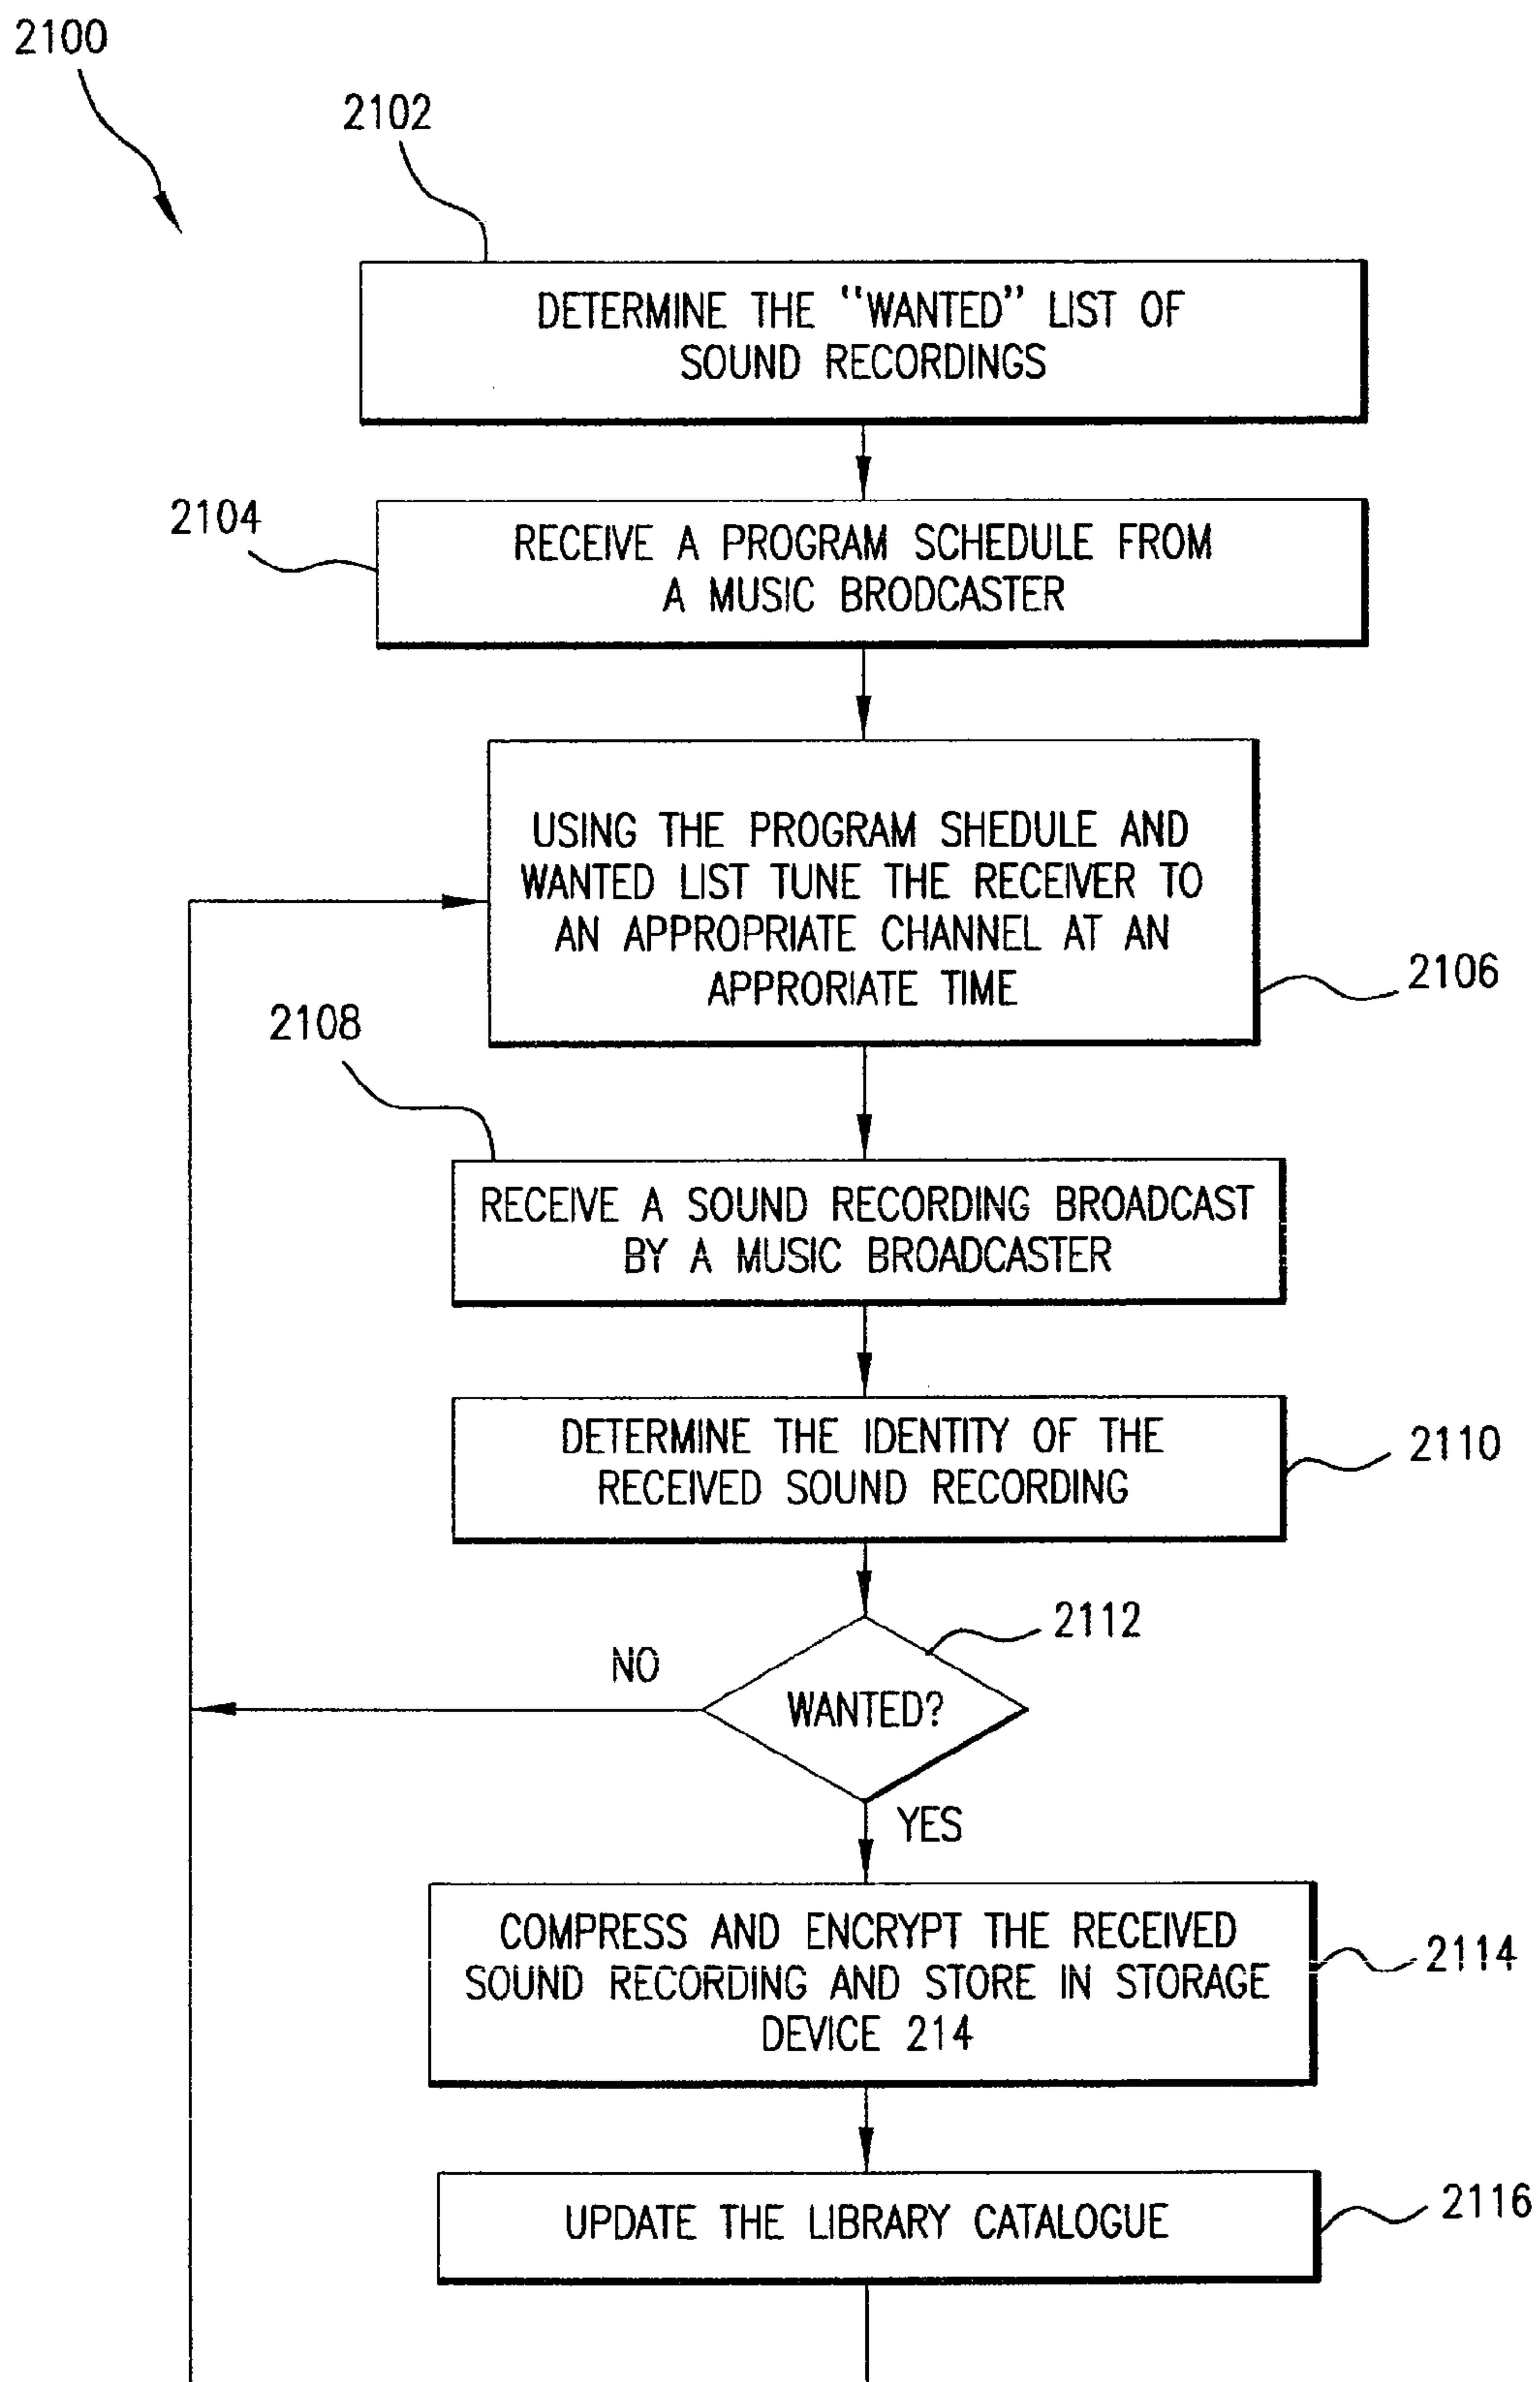 2100
2102
DETERMINE THE "WANTED" LIST OF
SOUND RECORDINGS
2104
RECEIVE A PROGRAM SCHEDULE FROM
A MUSIC BRODCASTER
USING THE PROGRAM SHEDULE AND
WANTED LIST TUNE THE RECEIVER TO
AN APPROPRIATE CHANNEL AT AN
APPRORIATE TIME
2106
2108
RECEIVE A SOUND RECORDING BROADCAST
BY A MUSIC BROADCASTER
DETERMINE THE IDENTITY OF THE
RECEIVED SOUND RECORDING
2110
2112
NO
WANTED?
YES
COMPRESS AND ENCRYPT THE RECEIVED
SOUND RECORDING AND STORE IN STORAGE
DEVICE 214
2114
UPDATE THE LIBRARY CATALOGUE
2116